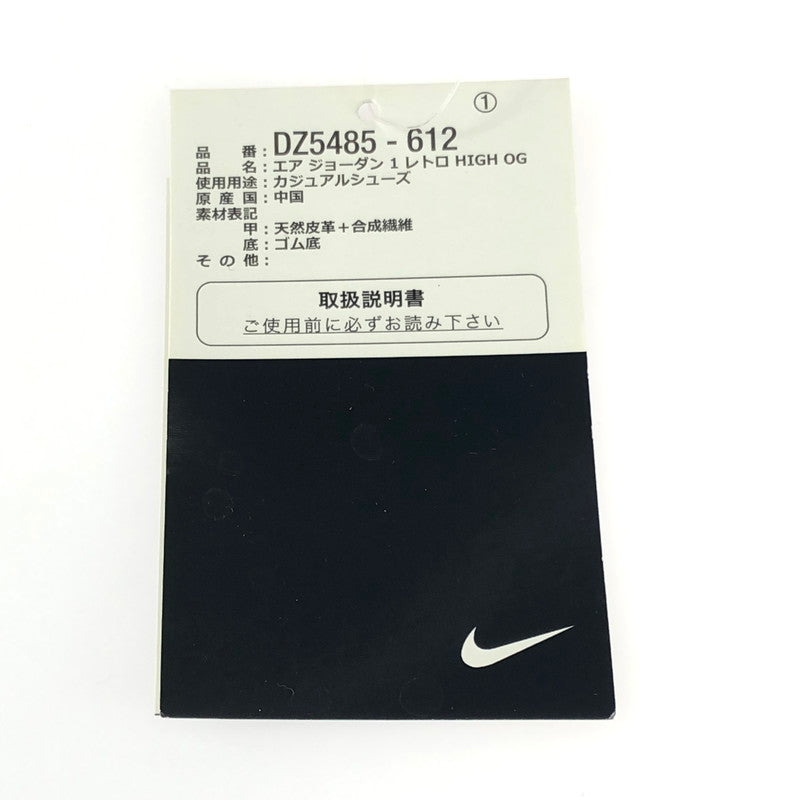 ①
品 番：DZ5485 - 612
品 名：エア ジョーダン 1 レトロ HIGH OG
使用用途：カジュアルシューズ
原 産 国：中国
素材表記
甲：天然皮革＋合成繊維
底：ゴム底
そ の 他：
取扱説明書
ご使用前に必ずお読み下さい